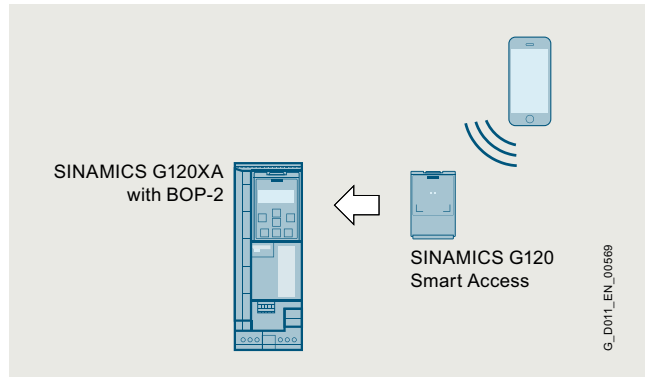 SINAMICS G120XA
with BOP-2
SINAMICS G120
Smart Access
G_D011_EN_00569